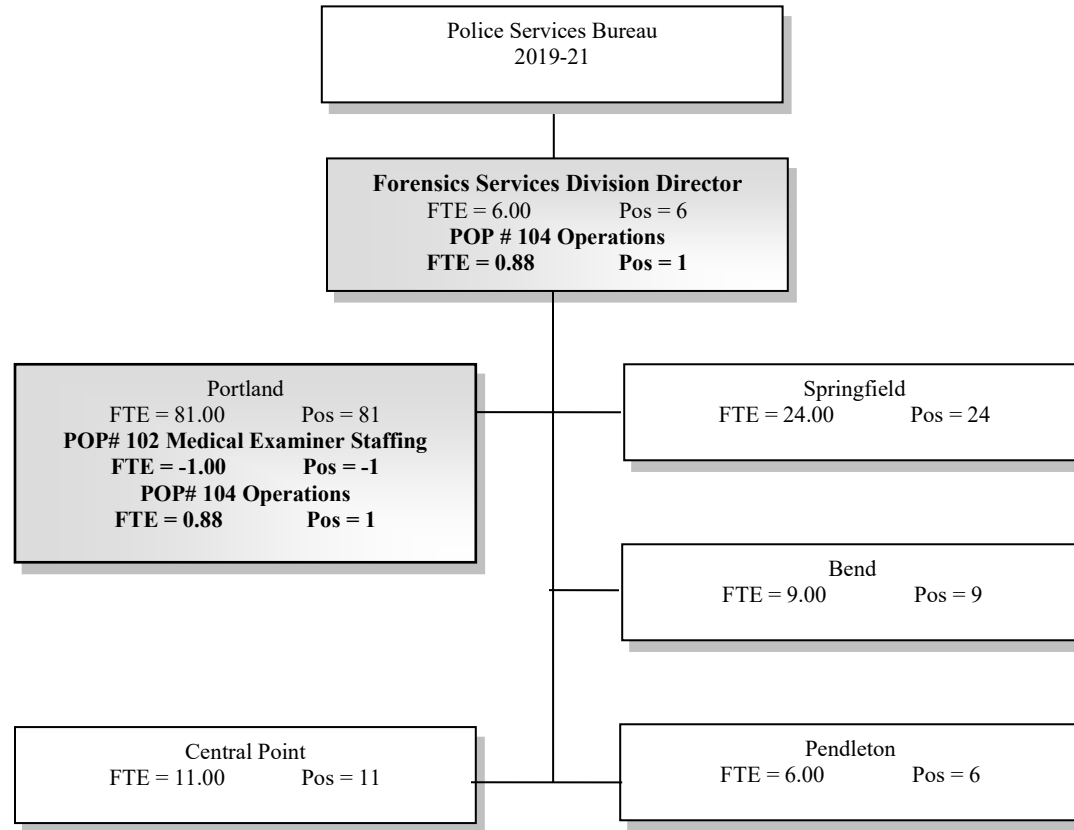 Police Services Bureau
2019-21
Forensics Services Division Director
FTE = 6.00 Pos = 6
POP # 104 Operations
FTE = 0.88 Pos = 1
Portland
FTE = 81.00 Pos = 81
POP# 102 Medical Examiner Staffing
FTE = -1.00 Pos = -1
POP# 104 Operations
FTE = 0.88 Pos = 1
Springfield
FTE = 24.00 Pos = 24
Bend
FTE = 9.00 Pos = 9
Central Point
FTE = 11.00 Pos = 11
Pendleton
FTE = 6.00 Pos = 6